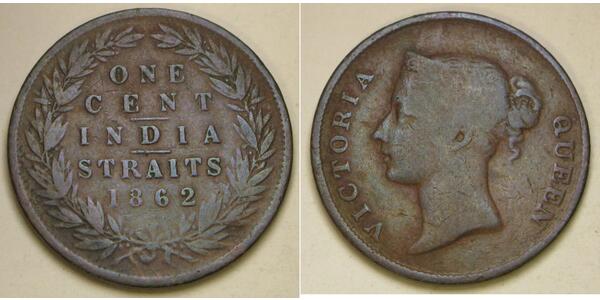 ONE
CENT
INDIA
STRAITS
1862
VICTORIA QUEEN